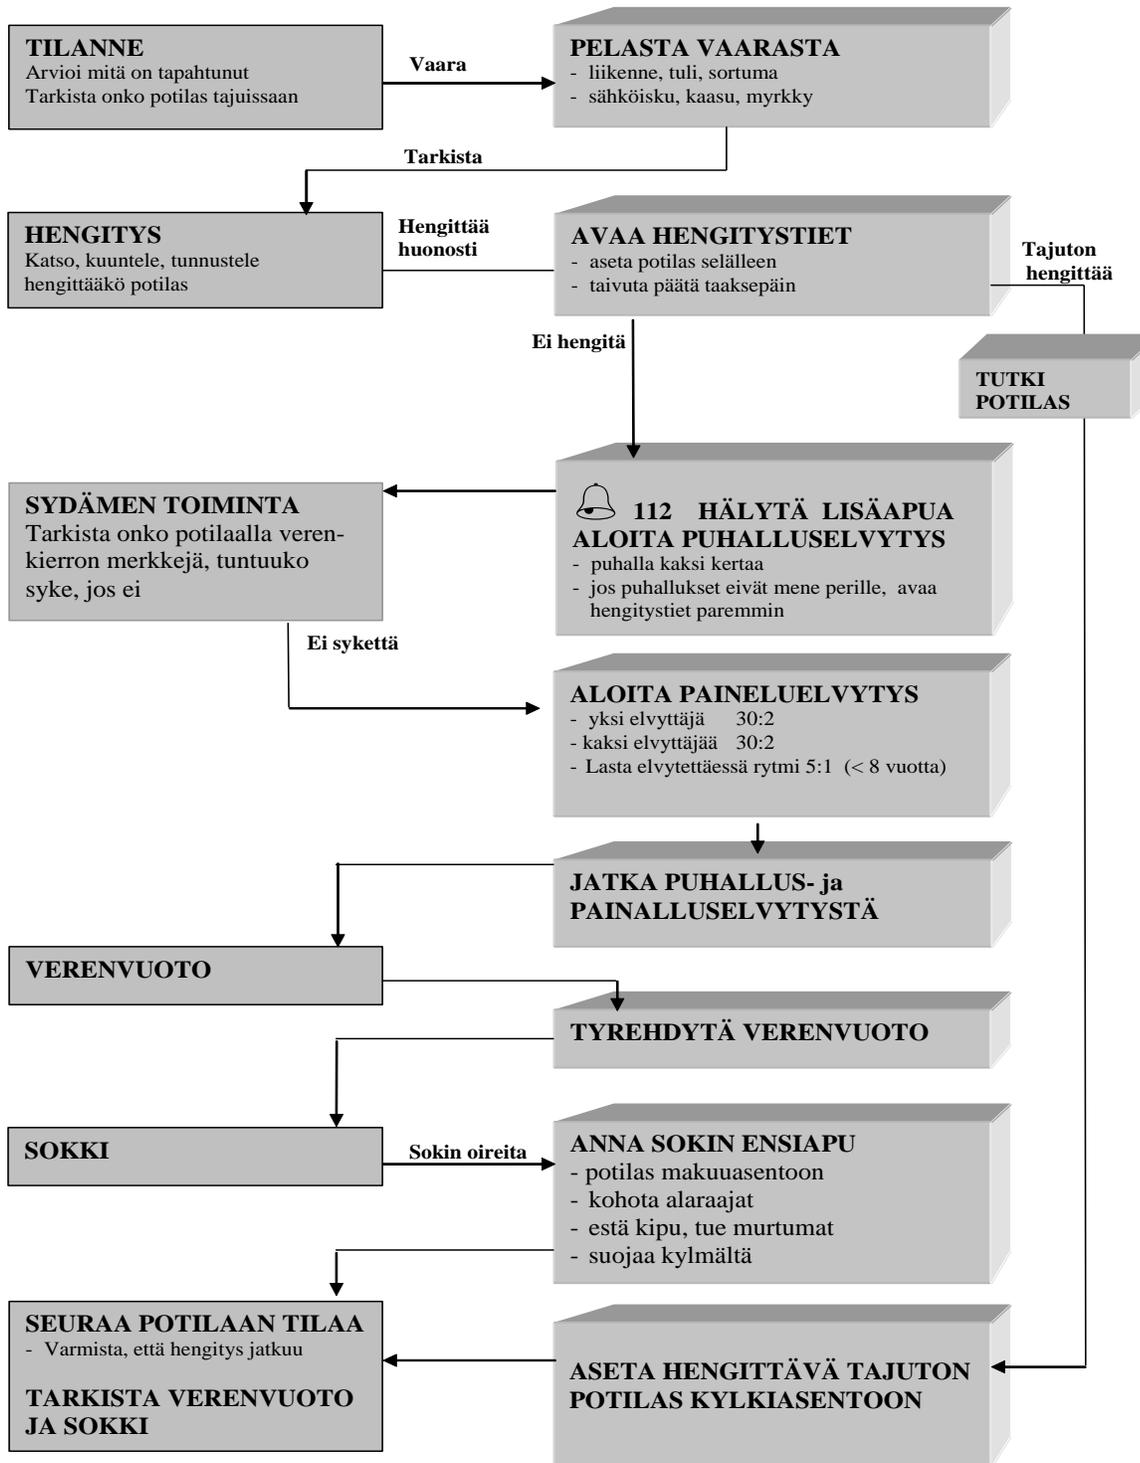 TILANNE
Arvioi mitä on tapahtunut
Tarkista onko potilas tajuissaan
Vaara
PELASTA VAARASTA
- liikenne, tuli, sortuma
- sähköisku, kaasu, myrkky
Tarkista
HENGITYS
Katso, kuuntele, tunnustele
hengittääkö potilas
Hengittää
huonosti
AVAA HENGITYSTIET
- aseta potilas selälleen
- taivuta päätä taaksepäin
Tajuton
hengittää
Ei hengitä
TUTKI
POTILAS
112 HÄLYTÄ LISÄAPUA
ALOITA PUHALLUSELVYTYS
- puhalla kaksi kertaa
- jos puhallukset eivät mene perille, avaa
hengitystiet paremmin
SYDÄMEN TOIMINTA
Tarkista onko potilaalla veren-
kierron merkkejä, tuntuuko
syke, jos ei
Ei sykettä
ALOITA PAINELUELVYTYS
- yksi elvyttäjä 30:2
- kaksi elvyttäjää 30:2
- Lasta elvytettäessä rytmi 5:1 (< 8 vuotta)
JATKA PUHALLUS- ja
PAINALLUSELVYTYSTÄ
VERENVUOTO
TYREHDYTÄ VERENVUOTO
SOKKI
Sokin oireita
ANNA SOKIN ENSIAPU
- potilas makuuasentoon
- kohota alaraajat
- estä kipu, tue murtumat
- suojaa kylmältä
SEURAA POTILAAN TILAA
- Varmista, että hengitys jatkuu
TARKISTA VERENVUOTO
JA SOKKI
ASETA HENGITTÄVÄ TAJUTON
POTILAS KYLKIASENTOON